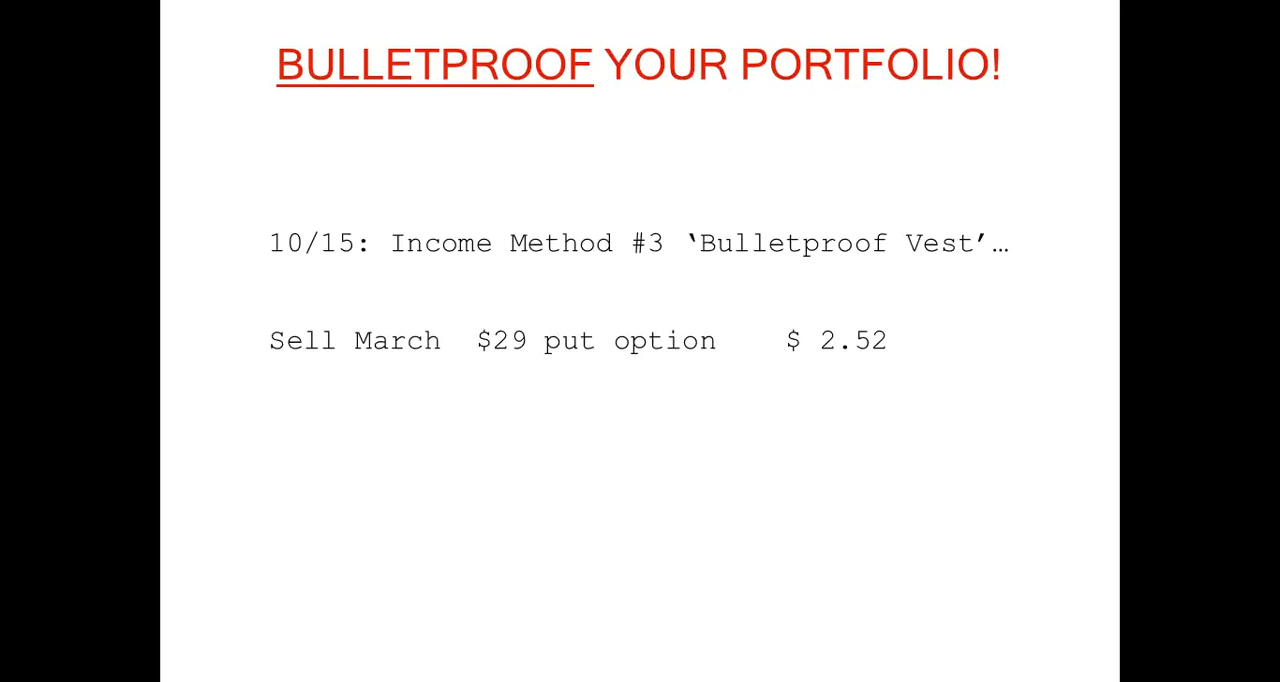 BULLETPROOF YOUR PORTFOLIO!
10/15: Income Method #3 ‘Bulletproof Vest’…
Sell March $29 put option $ 2.52